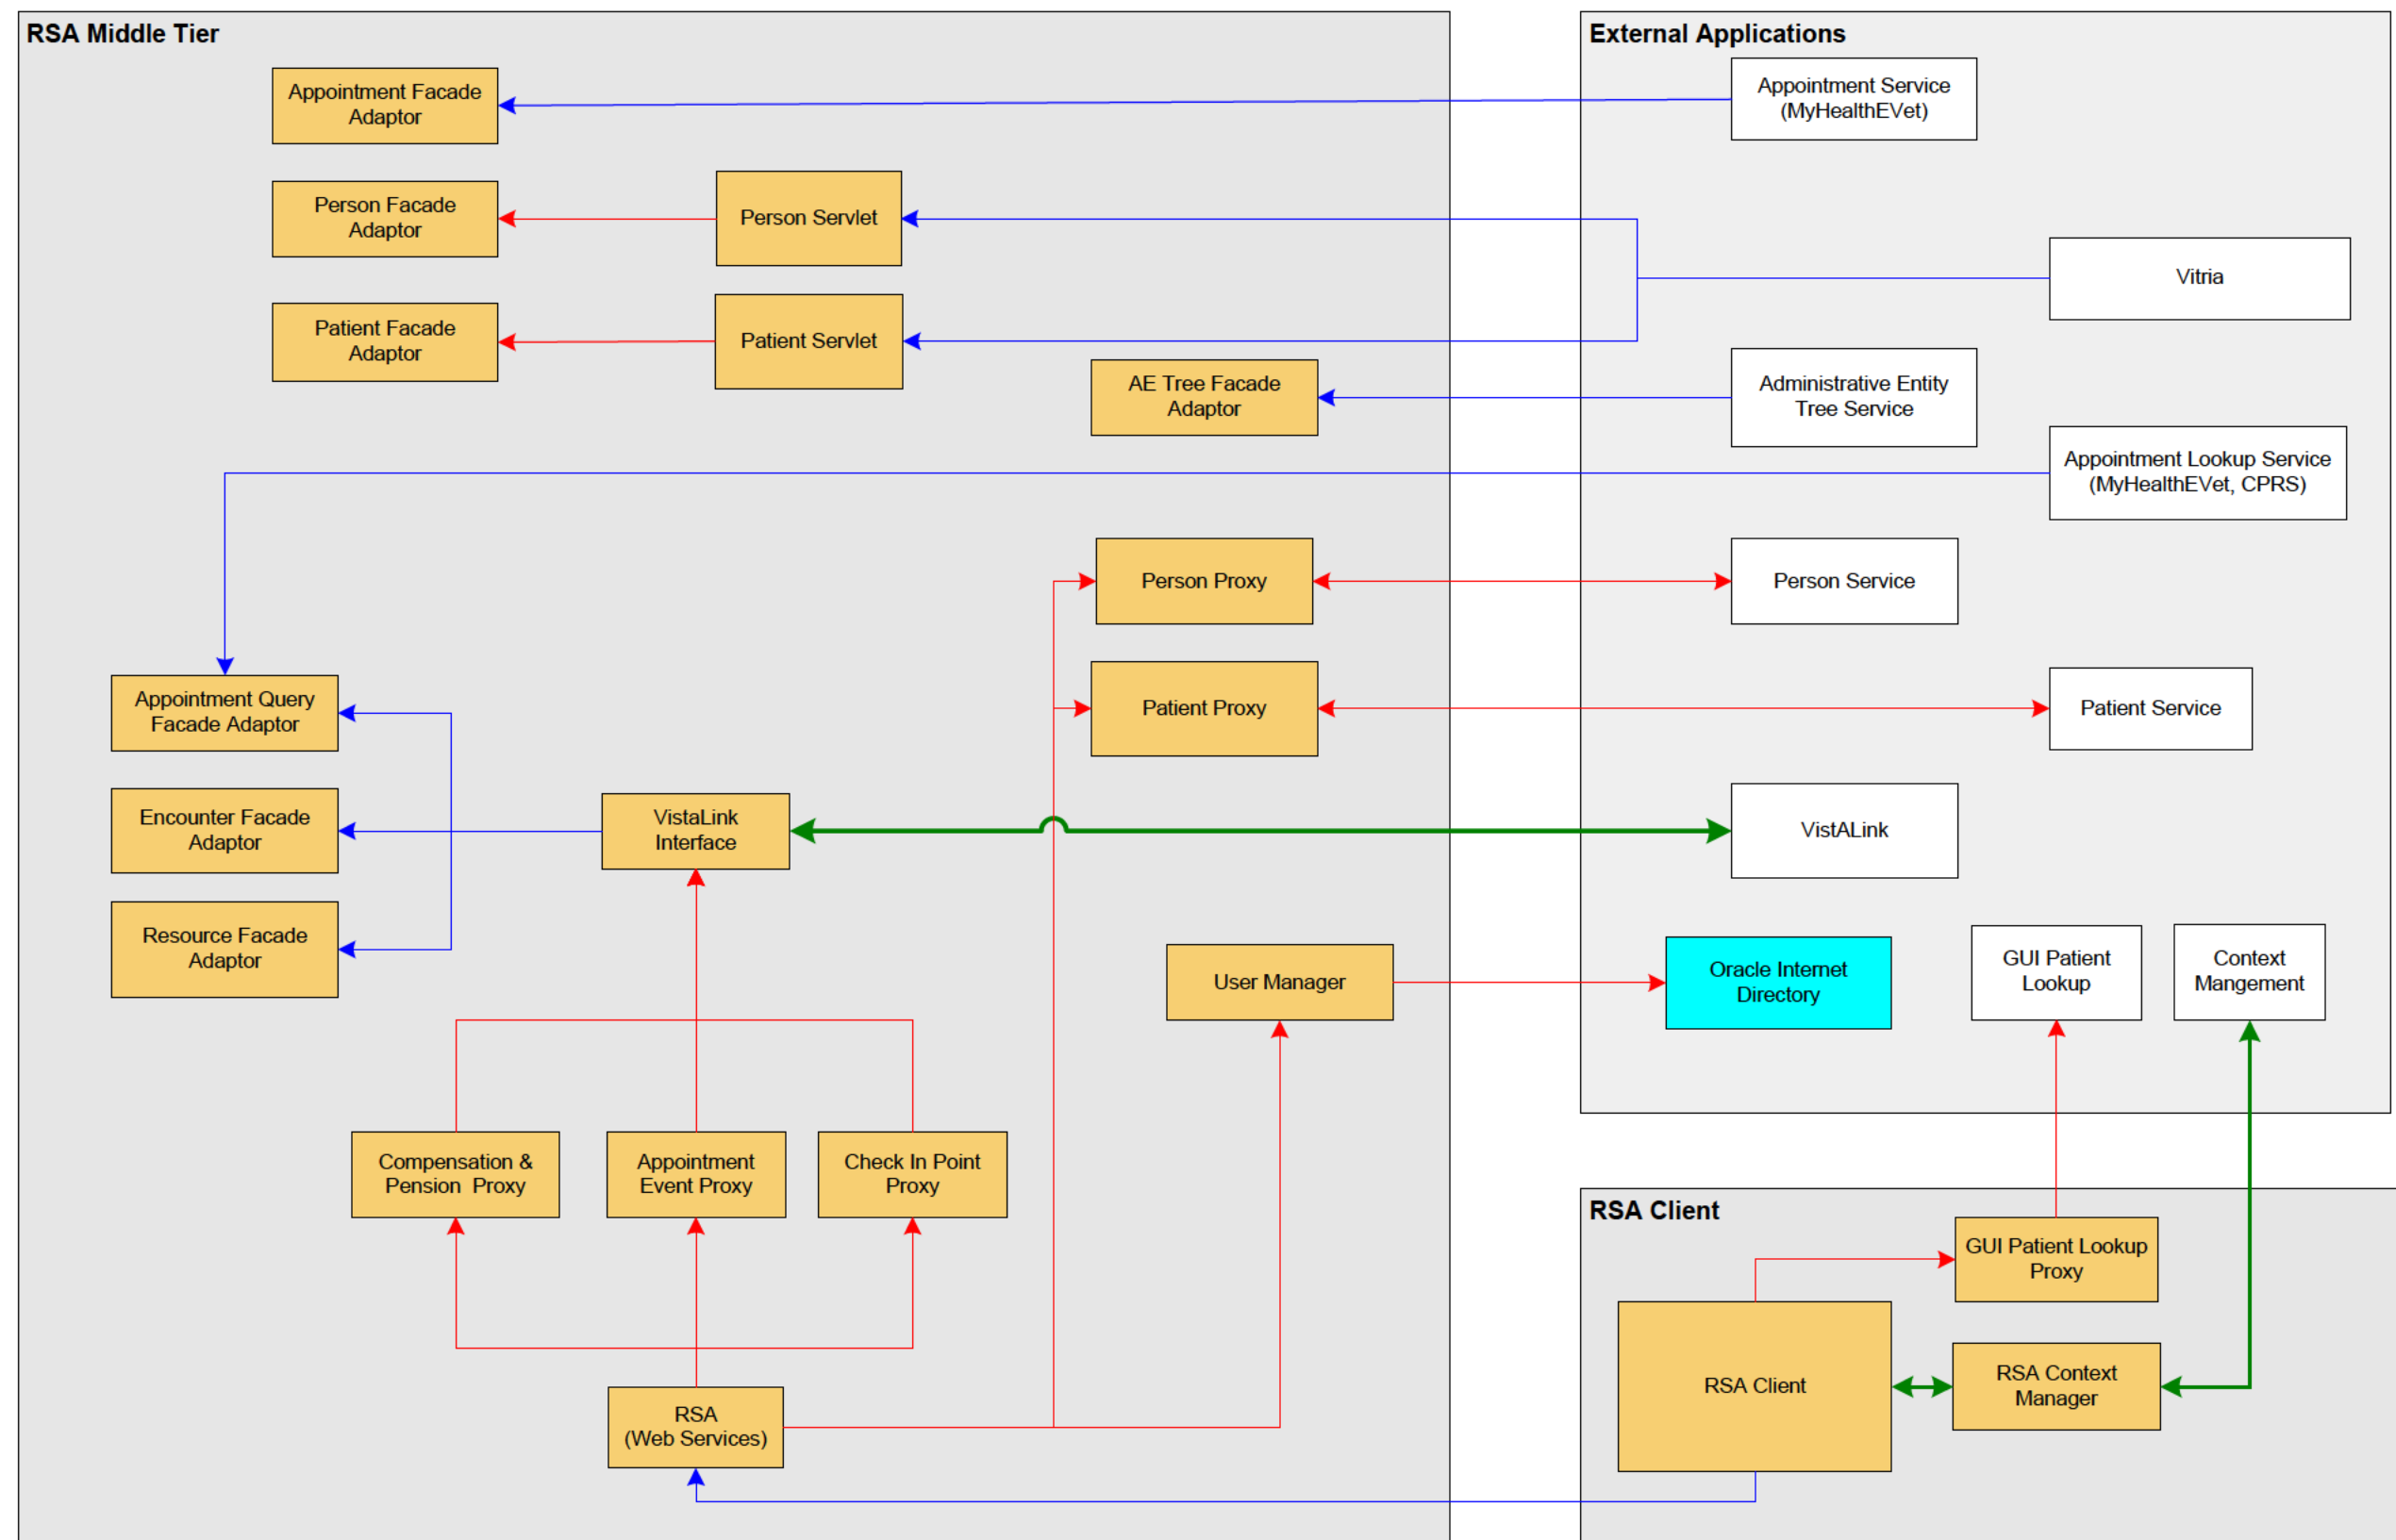 RSA Middle Tier
Appointment Facade
Adaptor
Person Facade
Adaptor
Person Servlet
Patient Facade
Adaptor
Patient Servlet
AE Tree Facade
Adaptor
Person Proxy
Patient Proxy
Appointment Query
Facade Adaptor
Encounter Facade
Adaptor
VistaLink
Interface
Resource Facade
Adaptor
User Manager
Compensation &
Pension Proxy
Appointment
Event Proxy
Check In Point
Proxy
RSA
(Web Services)
External Applications
Appointment Service
(MyHealthEVet)
Vitria
Administrative Entity
Tree Service
Appointment Lookup Service
(MyHealthEVet, CPRS)
Person Service
Patient Service
VistALink
Oracle Internet
Directory
GUI Patient
Lookup
Context
Mangement
RSA Client
GUI Patient Lookup
Proxy
RSA Client
RSA Context
Manager